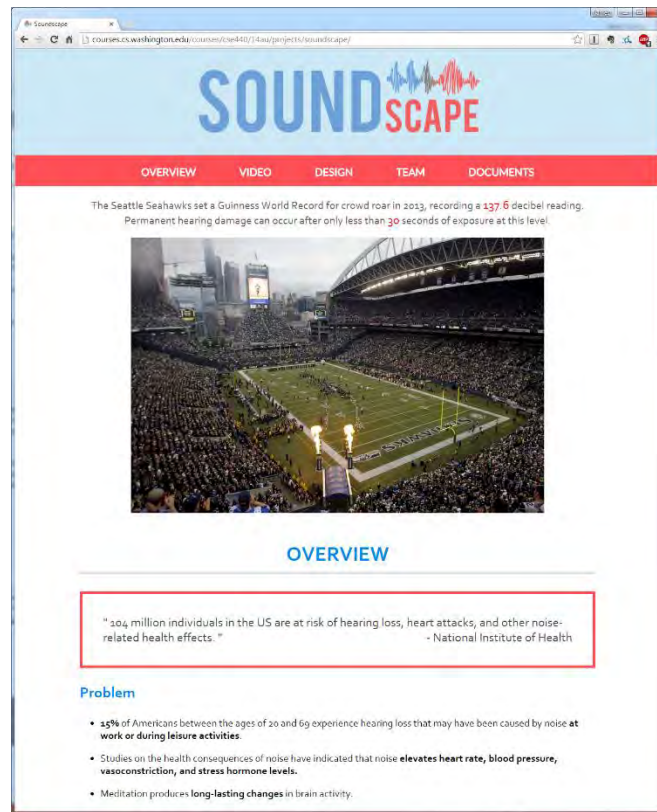 Soundscape
courses.cs.washington.edu/courses/cse440/14au/projects/soundscape/
SOUNDSCAPE
OVERVIEW VIDEO DESIGN TEAM DOCUMENTS
The Seattle Seahawks set a Guinness World Record for crowd roar in 2013, recording a 137.6 decibel reading.
Permanent hearing damage can occur after only less than 30 seconds of exposure at this level.
SEAHAWKS
OVERVIEW
" 104 million individuals in the US are at risk of hearing loss, heart attacks, and other noise-
related health effects. " - National Institute of Health
Problem
• 15% of Americans between the ages of 20 and 69 experience hearing loss that may have been caused by noise at
work or during leisure activities.
• Studies on the health consequences of noise have indicated that noise elevates heart rate, blood pressure,
vasoconstriction, and stress hormone levels.
• Meditation produces long-lasting changes in brain activity.